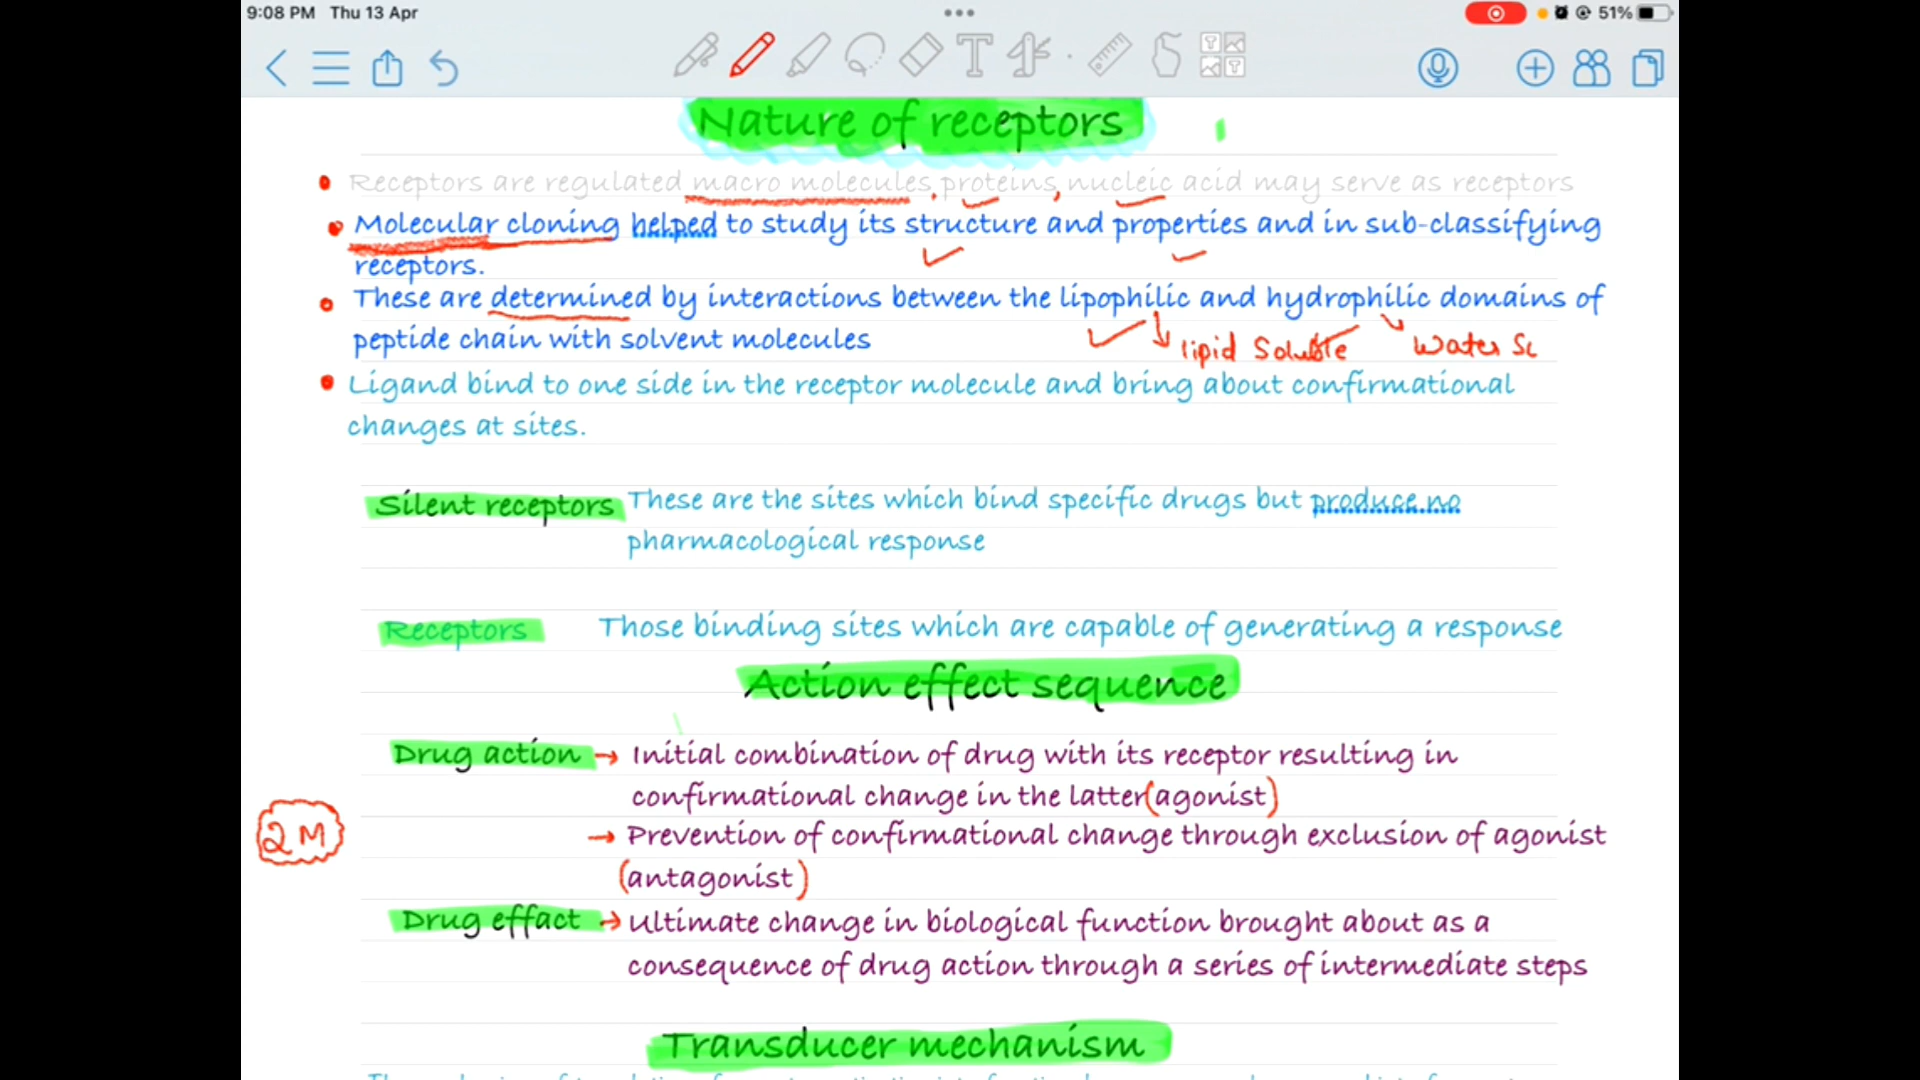 9:08 PM Thu 13 Apr
51%
Nature of receptors
Receptors are regulated macro molecules, proteins, nucleic acid may serve as receptors
Molecular cloning helped to study its structure and properties and in sub-classifying
receptors.
These are determined by interactions between the lipophilic and hydrophilic domains of
peptide chain with solvent molecules
lipid Soluble
Water So
Ligand bind to one side in the receptor molecule and bring about confirmational
changes at sites.
Silent receptors These are the sites which bind specific drugs but produce no
pharmacological response
Receptors Those binding sites which are capable of generating a response
Action effect sequence
Drug action → Initial combination of drug with its receptor resulting in
confirmational change in the latter (agonist)
2M
→ Prevention of confirmational change through exclusion of agonist
(antagonist)
Drug effect → Ultimate change in biological function brought about as a
consequence of drug action through a series of intermediate steps
Transducer mechanism